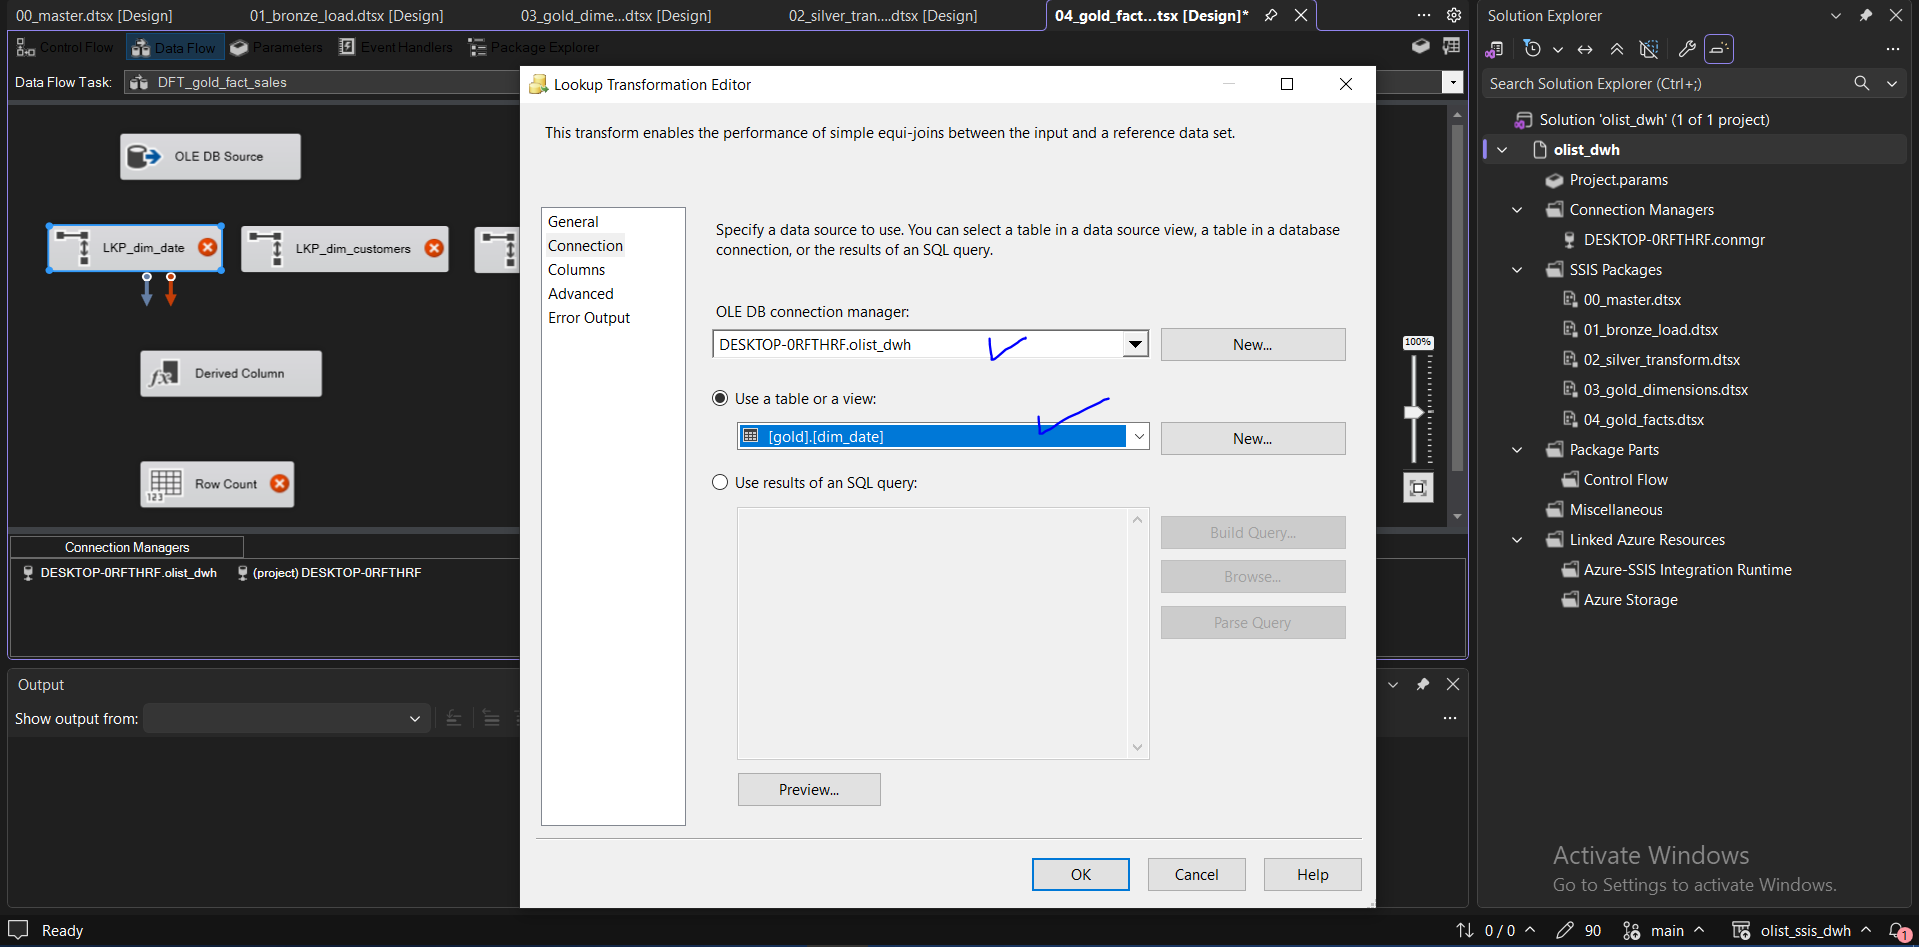 00_master.dtsx [Design]
01_bronze_load.dtsx [Design]
03_gold_dime...dtsx [Design]
02_silver_tran....dtsx [Design]
04_gold_fact...tsx [Design]*
Control Flow
Data Flow
Parameters
Event Handlers
Package Explorer
Data Flow Task:
DFT_gold_fact_sales
OLE DB Source
LKP_dim_date
LKP_dim_customers
Derived Column
123
Row Count
100%
Connection Managers
DESKTOP-0RFTHRF.olist_dwh
(project) DESKTOP-0RFTHRF
Output
Show output from:
Lookup Transformation Editor
This transform enables the performance of simple equi-joins between the input and a reference data set.
General
Connection
Columns
Advanced
Error Output
Specify a data source to use. You can select a table in a data source view, a table in a database
connection, or the results of an SQL query.
OLE DB connection manager:
DESKTOP-0RFTHRF.olist_dwh
New...
Use a table or a view:
[gold].[dim_date]
New...
Use results of an SQL query:
Build Query...
Browse...
Parse Query
Preview...
OK
Cancel
Help
Solution Explorer
Search Solution Explorer (Ctrl+;)
Solution 'olist_dwh' (1 of 1 project)
olist_dwh
Project.params
Connection Managers
DESKTOP-0RFTHRF.conmgr
SSIS Packages
00_master.dtsx
01_bronze_load.dtsx
02_silver_transform.dtsx
03_gold_dimensions.dtsx
04_gold_facts.dtsx
Package Parts
Control Flow
Miscellaneous
Linked Azure Resources
Azure-SSIS Integration Runtime
Azure Storage
Activate Windows
Go to Settings to activate Windows.
Ready
0 / 0
90
main
olist_ssis_dwh
1